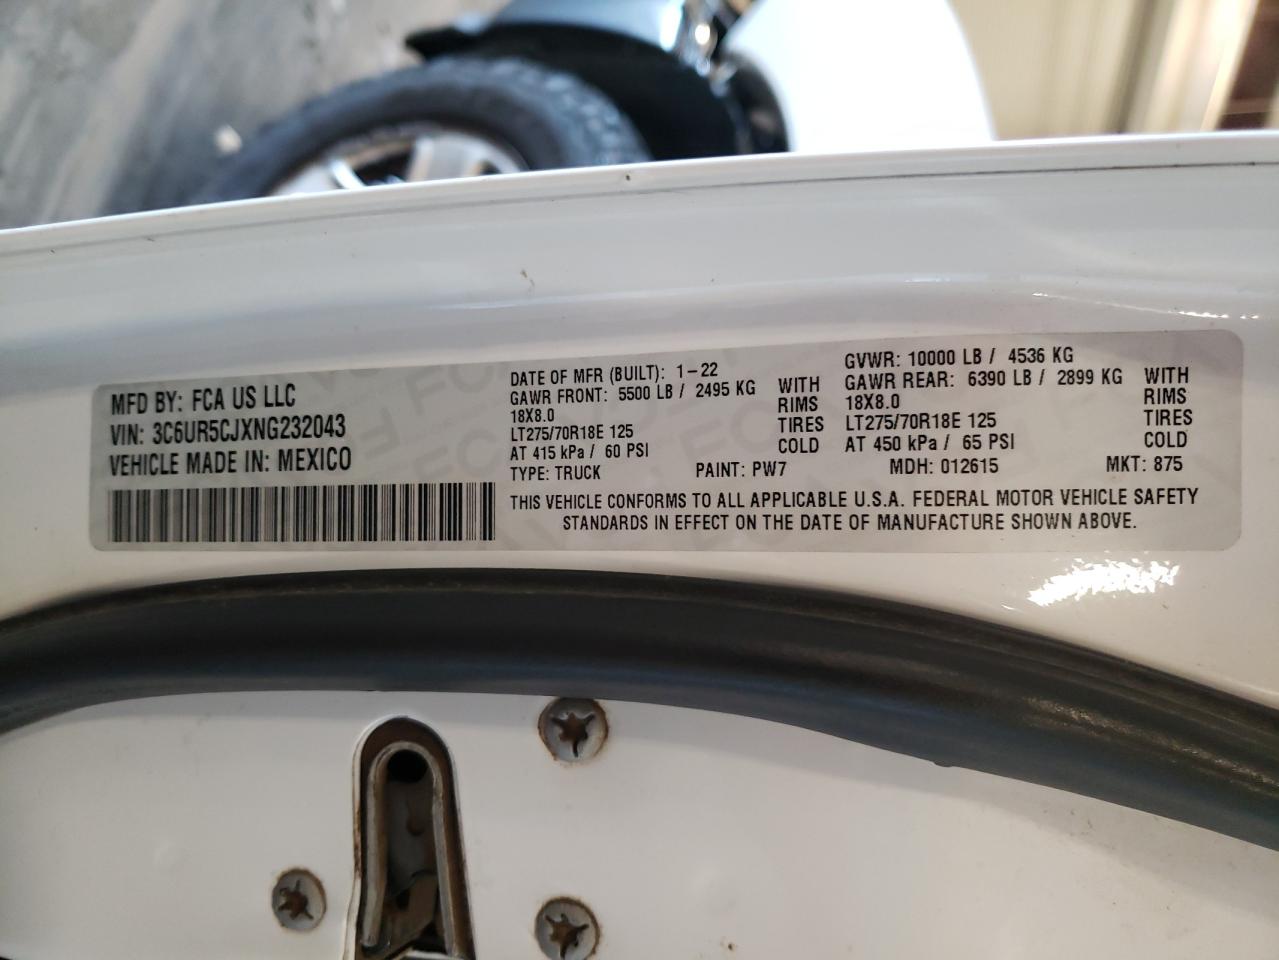 MFD BY: FCA US LLC
VIN: 3C6UR5CJXNG232043
VEHICLE MADE IN: MEXICO
DATE OF MFR (BUILT): 1-22
GAWR FRONT: 5500 LB / 2495 KG WITH
18X8.0 RIMS
LT275/70R18E 125 TIRES
AT 415 kPa / 60 PSI COLD
GVWR: 10000 LB / 4536 KG
GAWR REAR: 6390 LB / 2899 KG WITH
18X8.0 RIMS
LT275/70R18E 125 TIRES
AT 450 kPa / 65 PSI COLD
TYPE: TRUCK PAINT: PW7 MDH: 012615 MKT: 875
THIS VEHICLE CONFORMS TO ALL APPLICABLE U.S.A. FEDERAL MOTOR VEHICLE SAFETY
STANDARDS IN EFFECT ON THE DATE OF MANUFACTURE SHOWN ABOVE.